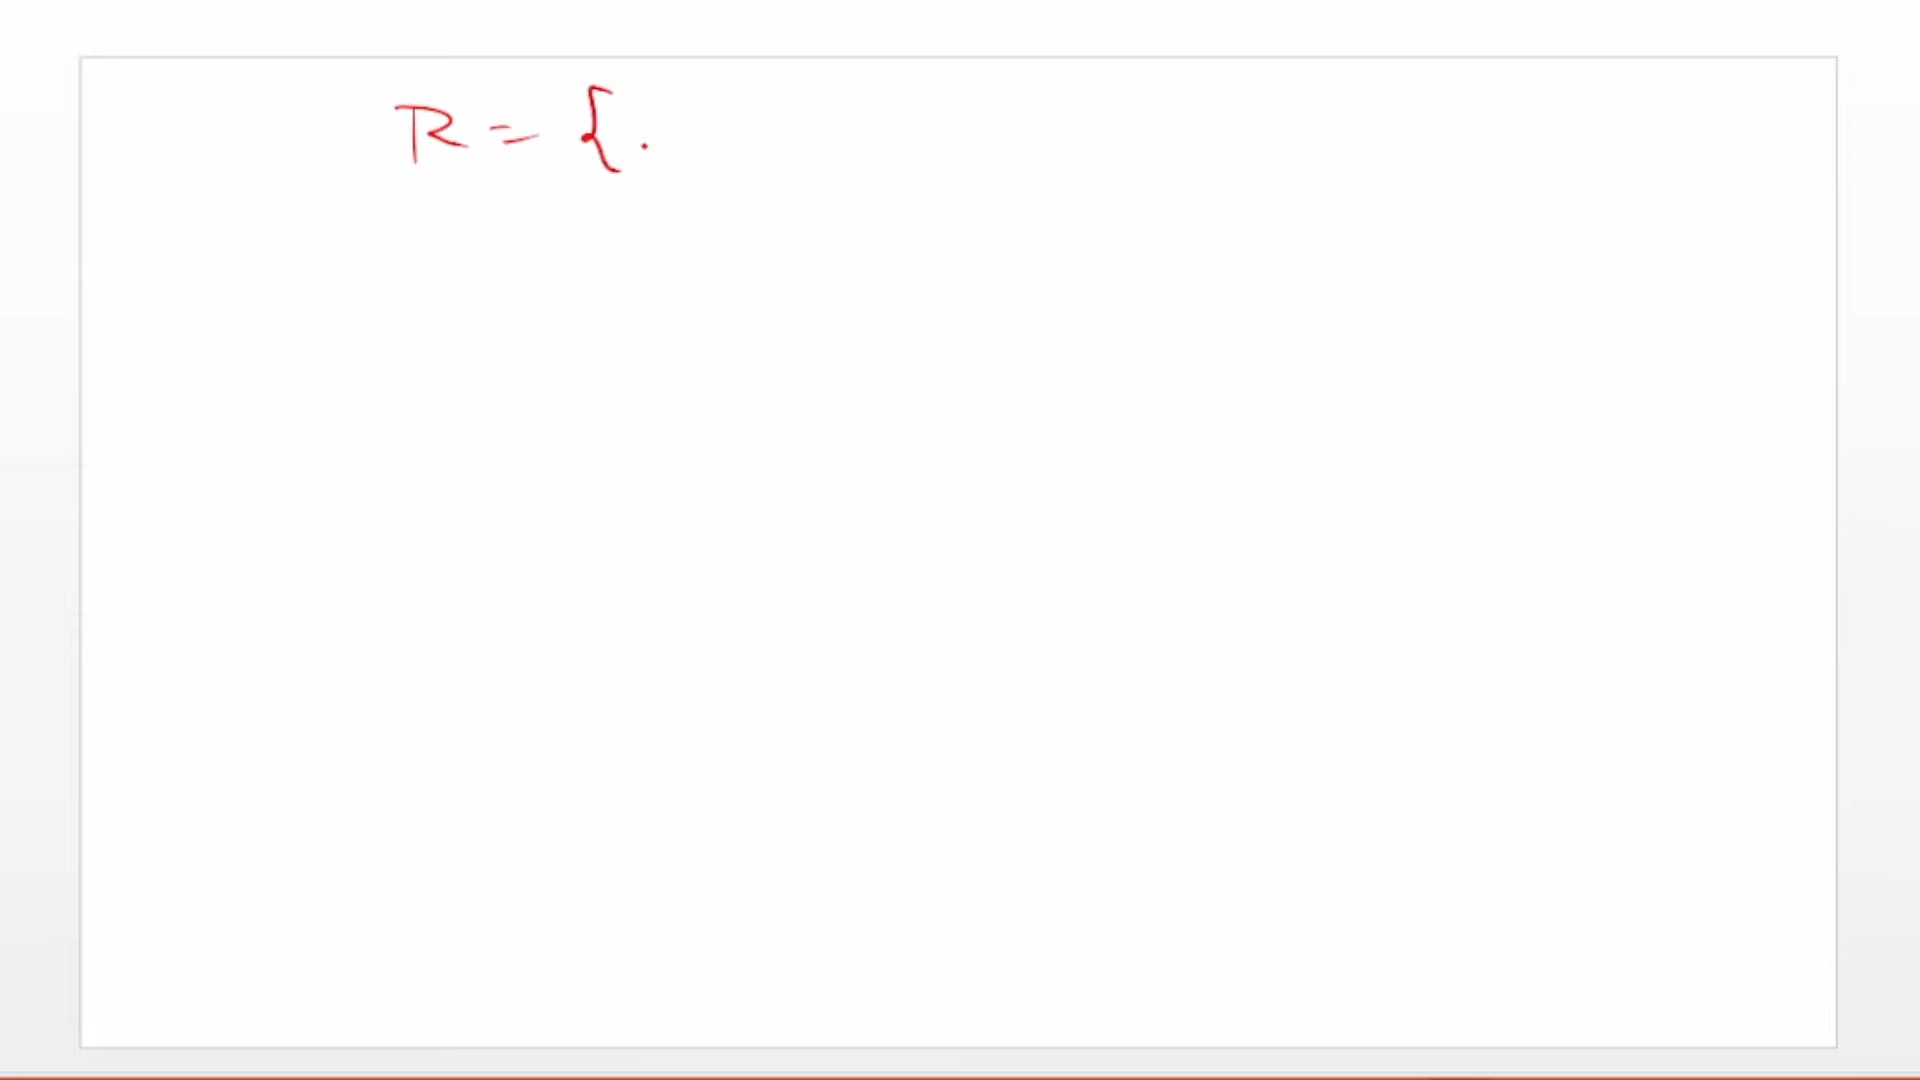 R = { .